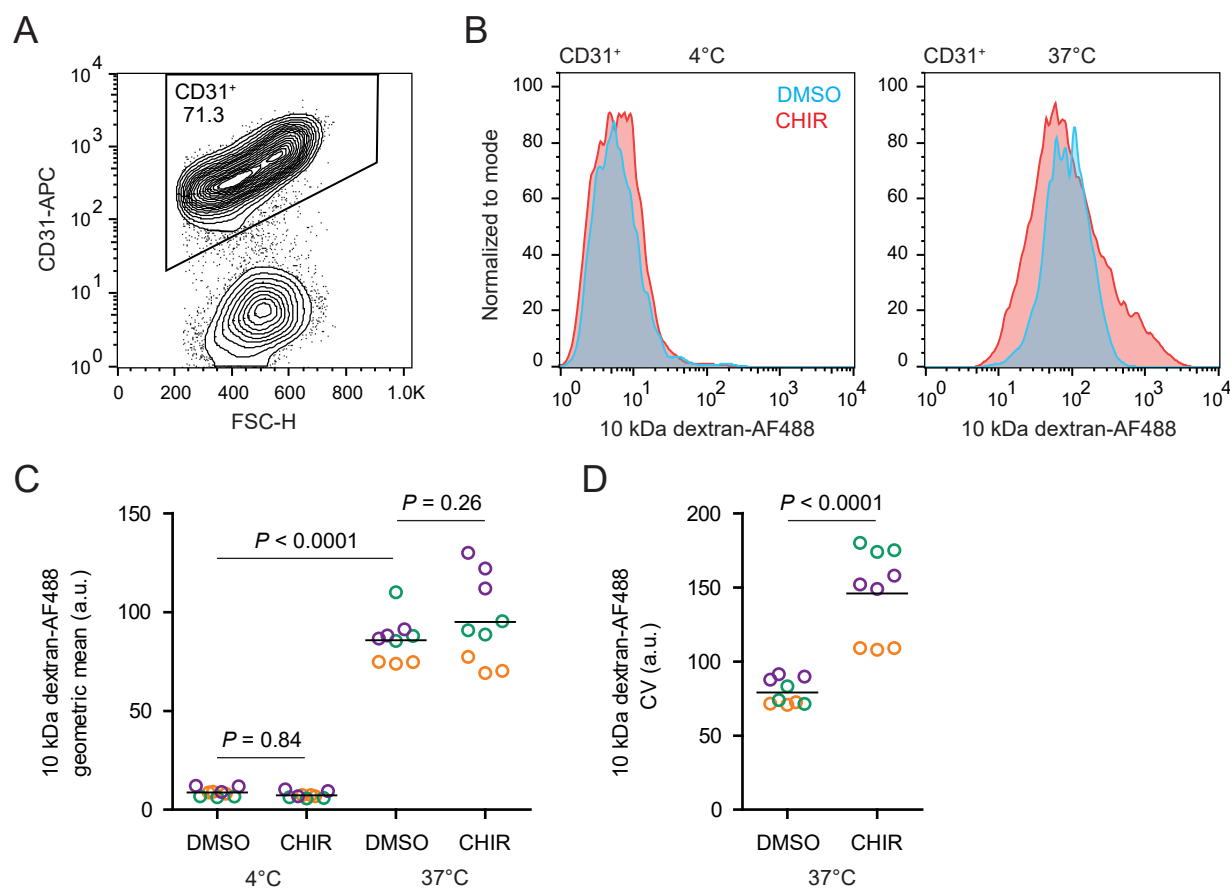 A
CD31⁺
71.3
CD31-APC
10⁴
10³
10²
10¹
10⁰
0 200 400 600 800 1.0K
FSC-H
B
CD31⁺ 4°C
DMSO
CHIR
Normalized to mode
100
80
60
40
20
0
10⁰ 10¹ 10² 10³ 10⁴
10 kDa dextran-AF488
CD31⁺ 37°C
100
80
60
40
20
0
10⁰ 10¹ 10² 10³ 10⁴
10 kDa dextran-AF488
C
10 kDa dextran-AF488
geometric mean (a.u.)
150
100
50
0
P = 0.26
P < 0.0001
P = 0.84
DMSO CHIR DMSO CHIR
4°C 37°C
D
10 kDa dextran-AF488
CV (a.u.)
200
150
100
50
0
P < 0.0001
DMSO CHIR
37°C